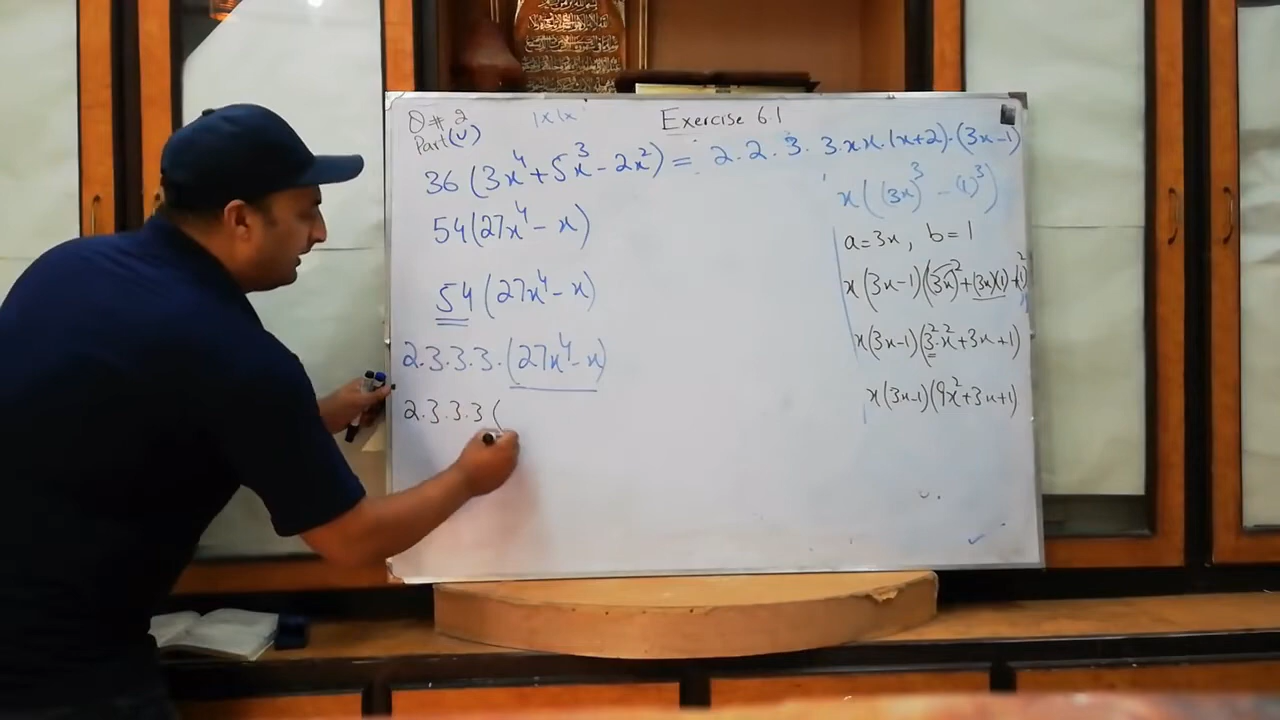 Q # 2
Part (V)
1x1x
Exercise 6.1
36 (3x⁴ + 5x³ - 2x²) = 2.2.3.3.x x.(x+2).(3x-1)
54(27x⁴ - x)
54 (27x⁴ - x)
2.3.3.3.(27x⁴ - x)
2.3.3.3 (
x((3x)³ - (1)³)
a=3x, b=1
x(3x-1)((3x)²+(3x)(1)+(1)²)
x(3x-1)(3².x²+3x+1)
x(3x-1)(9x²+3x+1)